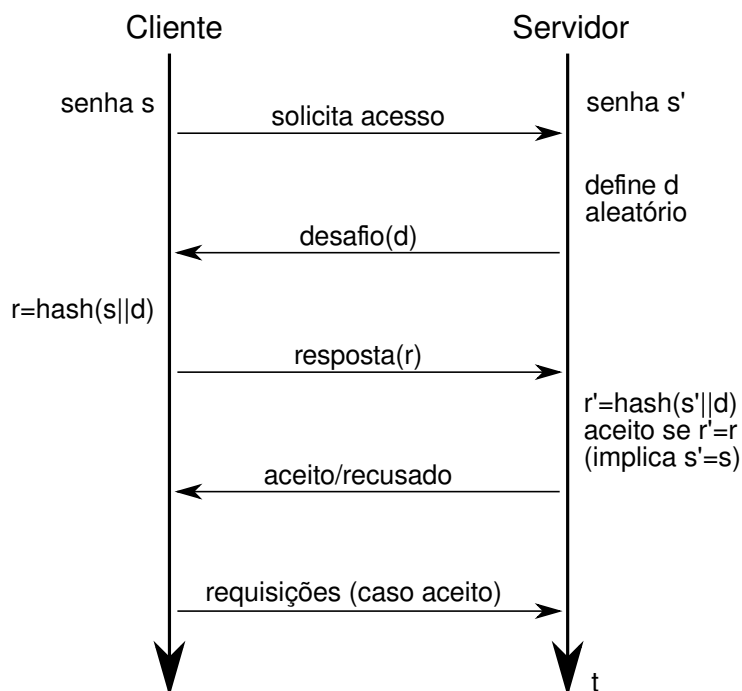 Cliente
Servidor
senha s
senha s'
solicita acesso
define d
aleatório
desafio(d)
r=hash(s||d)
resposta(r)
r'=hash(s'||d)
aceito se r'=r
(implica s'=s)
aceito/recusado
requisições (caso aceito)
t